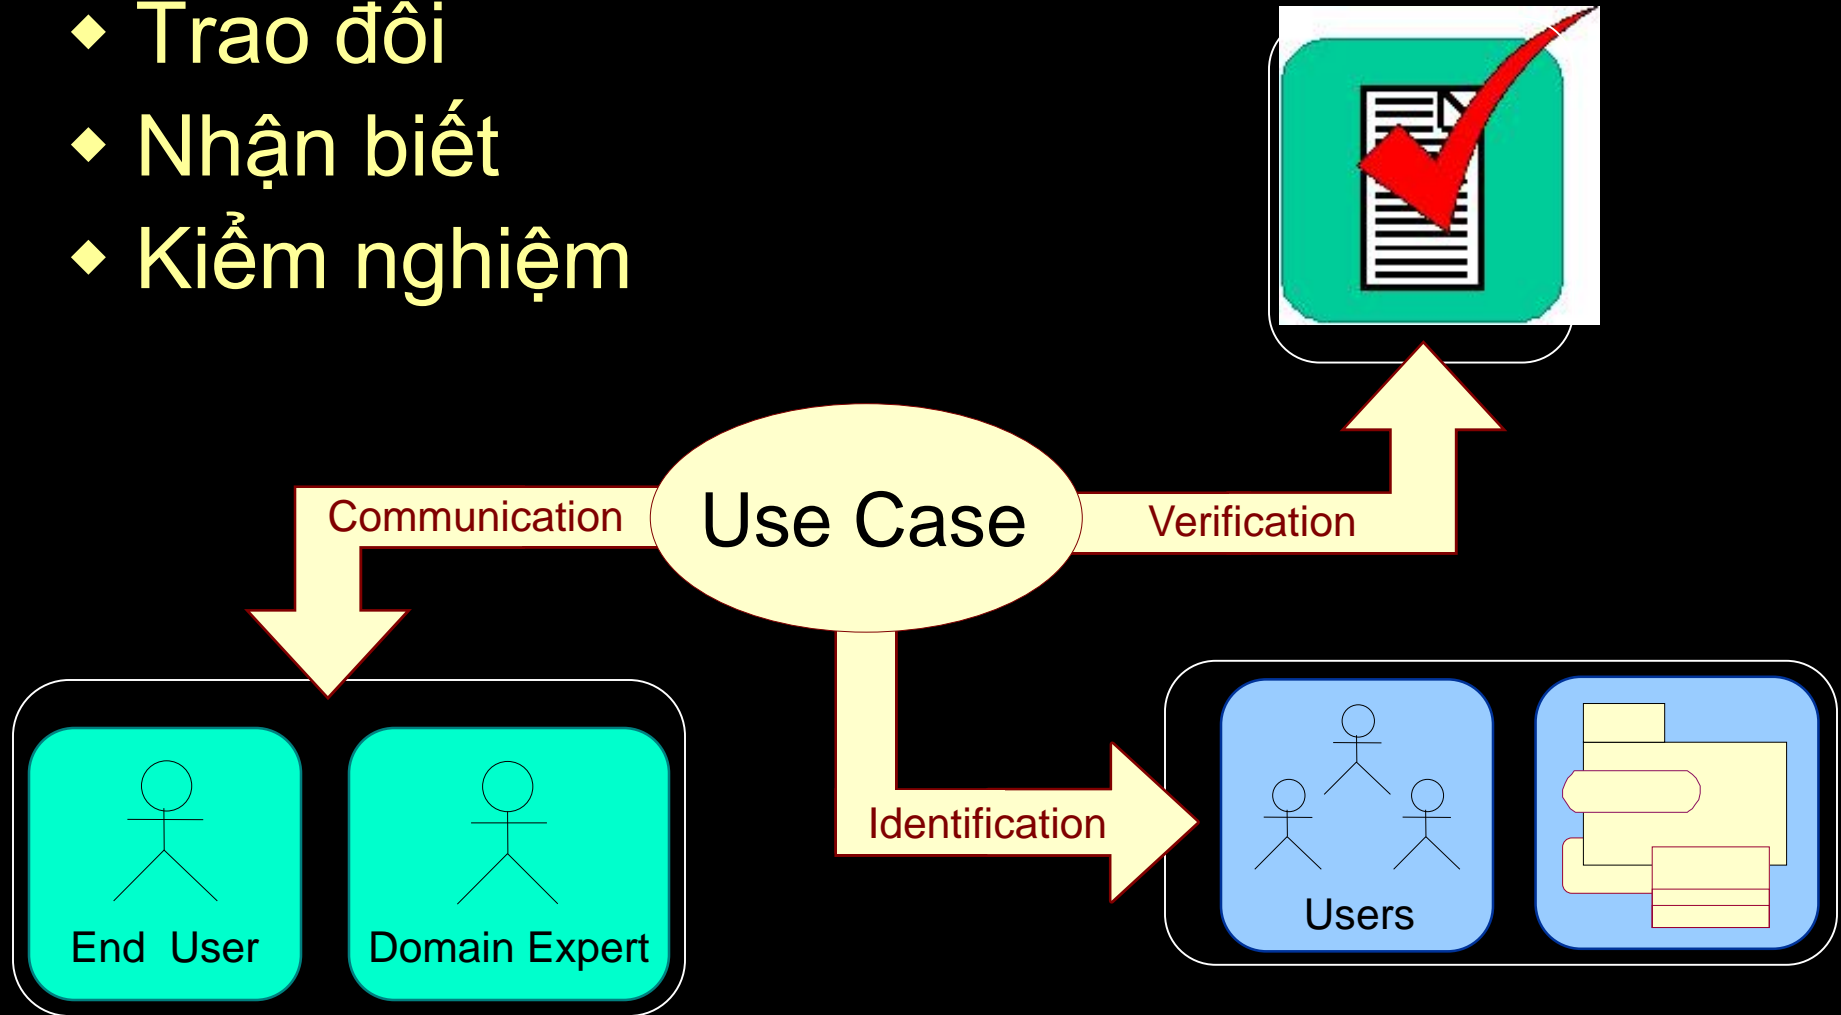 Trao đổi
Nhận biết
Kiểm nghiệm
Communication
Use Case
Verification
Identification
End User
Domain Expert
Users